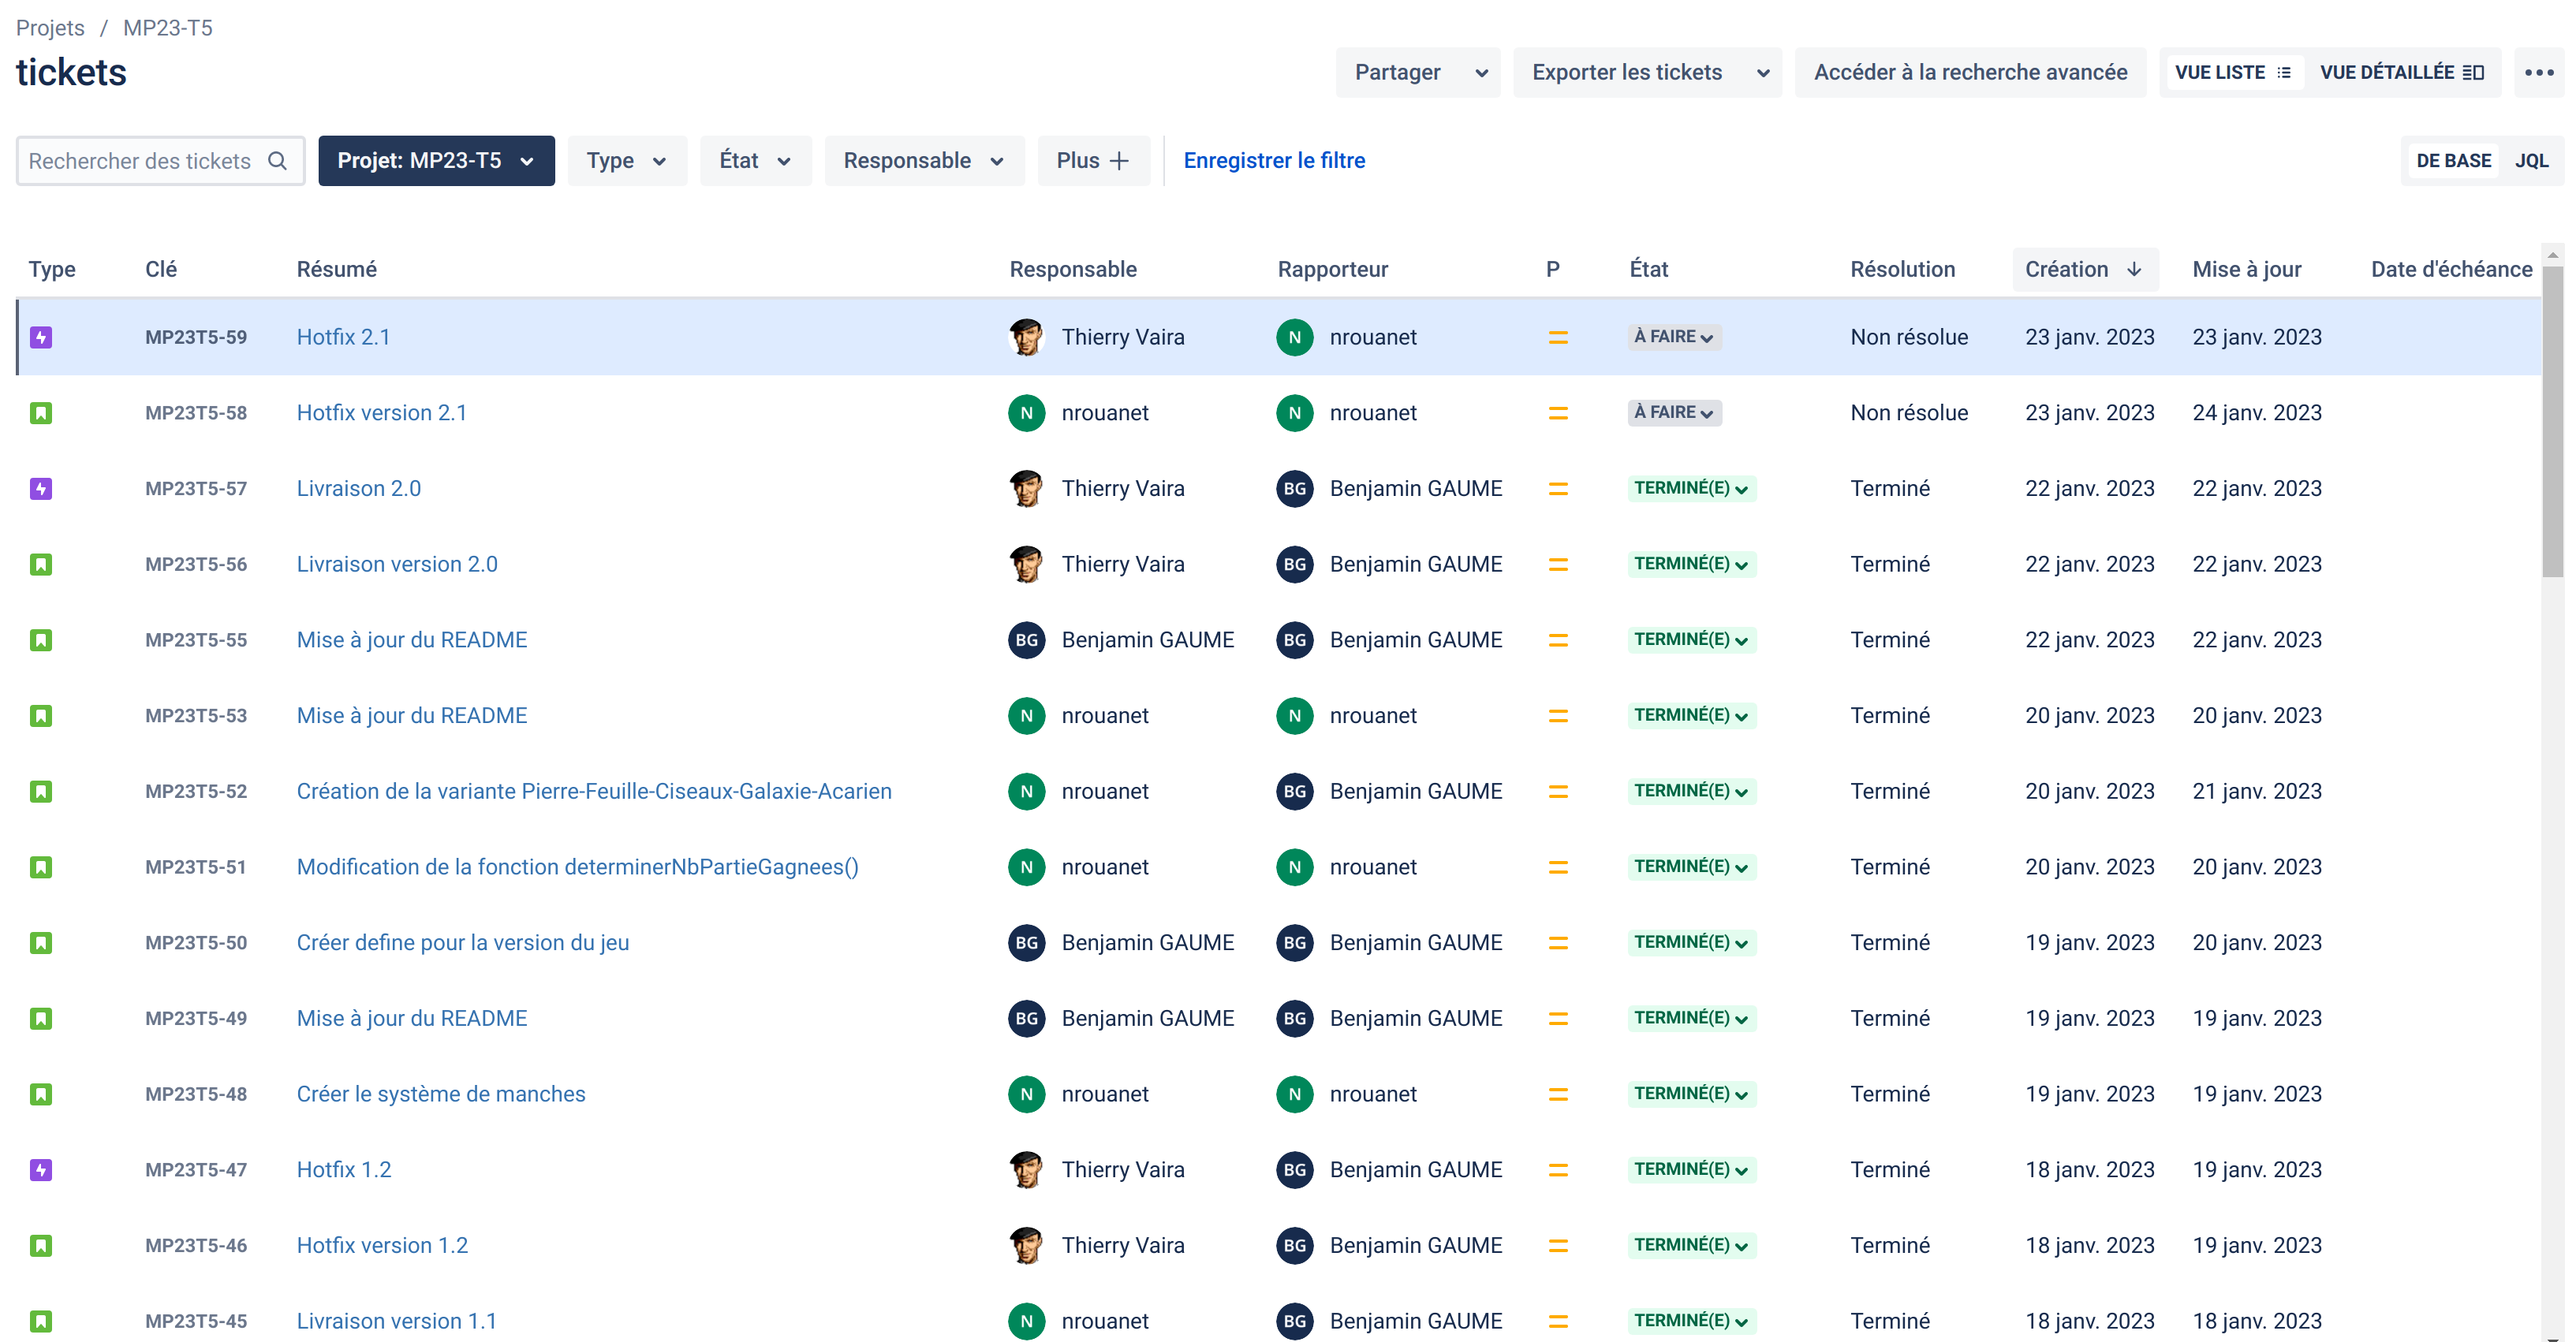 Projets / MP23-T5
tickets
Partager Exporter les tickets Accéder à la recherche avancée VUE LISTE VUE DÉTAILLÉE
Rechercher des tickets Projet: MP23-T5 Type État Responsable Plus Enregistrer le filtre DE BASE JQL
Type Clé Résumé Responsable Rapporteur P État Résolution Création Mise à jour Date d'échéance
MP23T5-59 Hotfix 2.1 Thierry Vaira N nrouanet À FAIRE Non résolue 23 janv. 2023 23 janv. 2023
MP23T5-58 Hotfix version 2.1 N nrouanet N nrouanet À FAIRE Non résolue 23 janv. 2023 24 janv. 2023
MP23T5-57 Livraison 2.0 Thierry Vaira BG Benjamin GAUME TERMINÉ(E) Terminé 22 janv. 2023 22 janv. 2023
MP23T5-56 Livraison version 2.0 Thierry Vaira BG Benjamin GAUME TERMINÉ(E) Terminé 22 janv. 2023 22 janv. 2023
MP23T5-55 Mise à jour du README BG Benjamin GAUME BG Benjamin GAUME TERMINÉ(E) Terminé 22 janv. 2023 22 janv. 2023
MP23T5-53 Mise à jour du README N nrouanet N nrouanet TERMINÉ(E) Terminé 20 janv. 2023 20 janv. 2023
MP23T5-52 Création de la variante Pierre-Feuille-Ciseaux-Galaxie-Acarien N nrouanet BG Benjamin GAUME TERMINÉ(E) Terminé 20 janv. 2023 21 janv. 2023
MP23T5-51 Modification de la fonction determinerNbPartieGagnees() N nrouanet N nrouanet TERMINÉ(E) Terminé 20 janv. 2023 20 janv. 2023
MP23T5-50 Créer define pour la version du jeu BG Benjamin GAUME BG Benjamin GAUME TERMINÉ(E) Terminé 19 janv. 2023 20 janv. 2023
MP23T5-49 Mise à jour du README BG Benjamin GAUME BG Benjamin GAUME TERMINÉ(E) Terminé 19 janv. 2023 19 janv. 2023
MP23T5-48 Créer le système de manches N nrouanet N nrouanet TERMINÉ(E) Terminé 19 janv. 2023 19 janv. 2023
MP23T5-47 Hotfix 1.2 Thierry Vaira BG Benjamin GAUME TERMINÉ(E) Terminé 18 janv. 2023 19 janv. 2023
MP23T5-46 Hotfix version 1.2 Thierry Vaira BG Benjamin GAUME TERMINÉ(E) Terminé 18 janv. 2023 19 janv. 2023
MP23T5-45 Livraison version 1.1 N nrouanet BG Benjamin GAUME TERMINÉ(E) Terminé 18 janv. 2023 18 janv. 2023